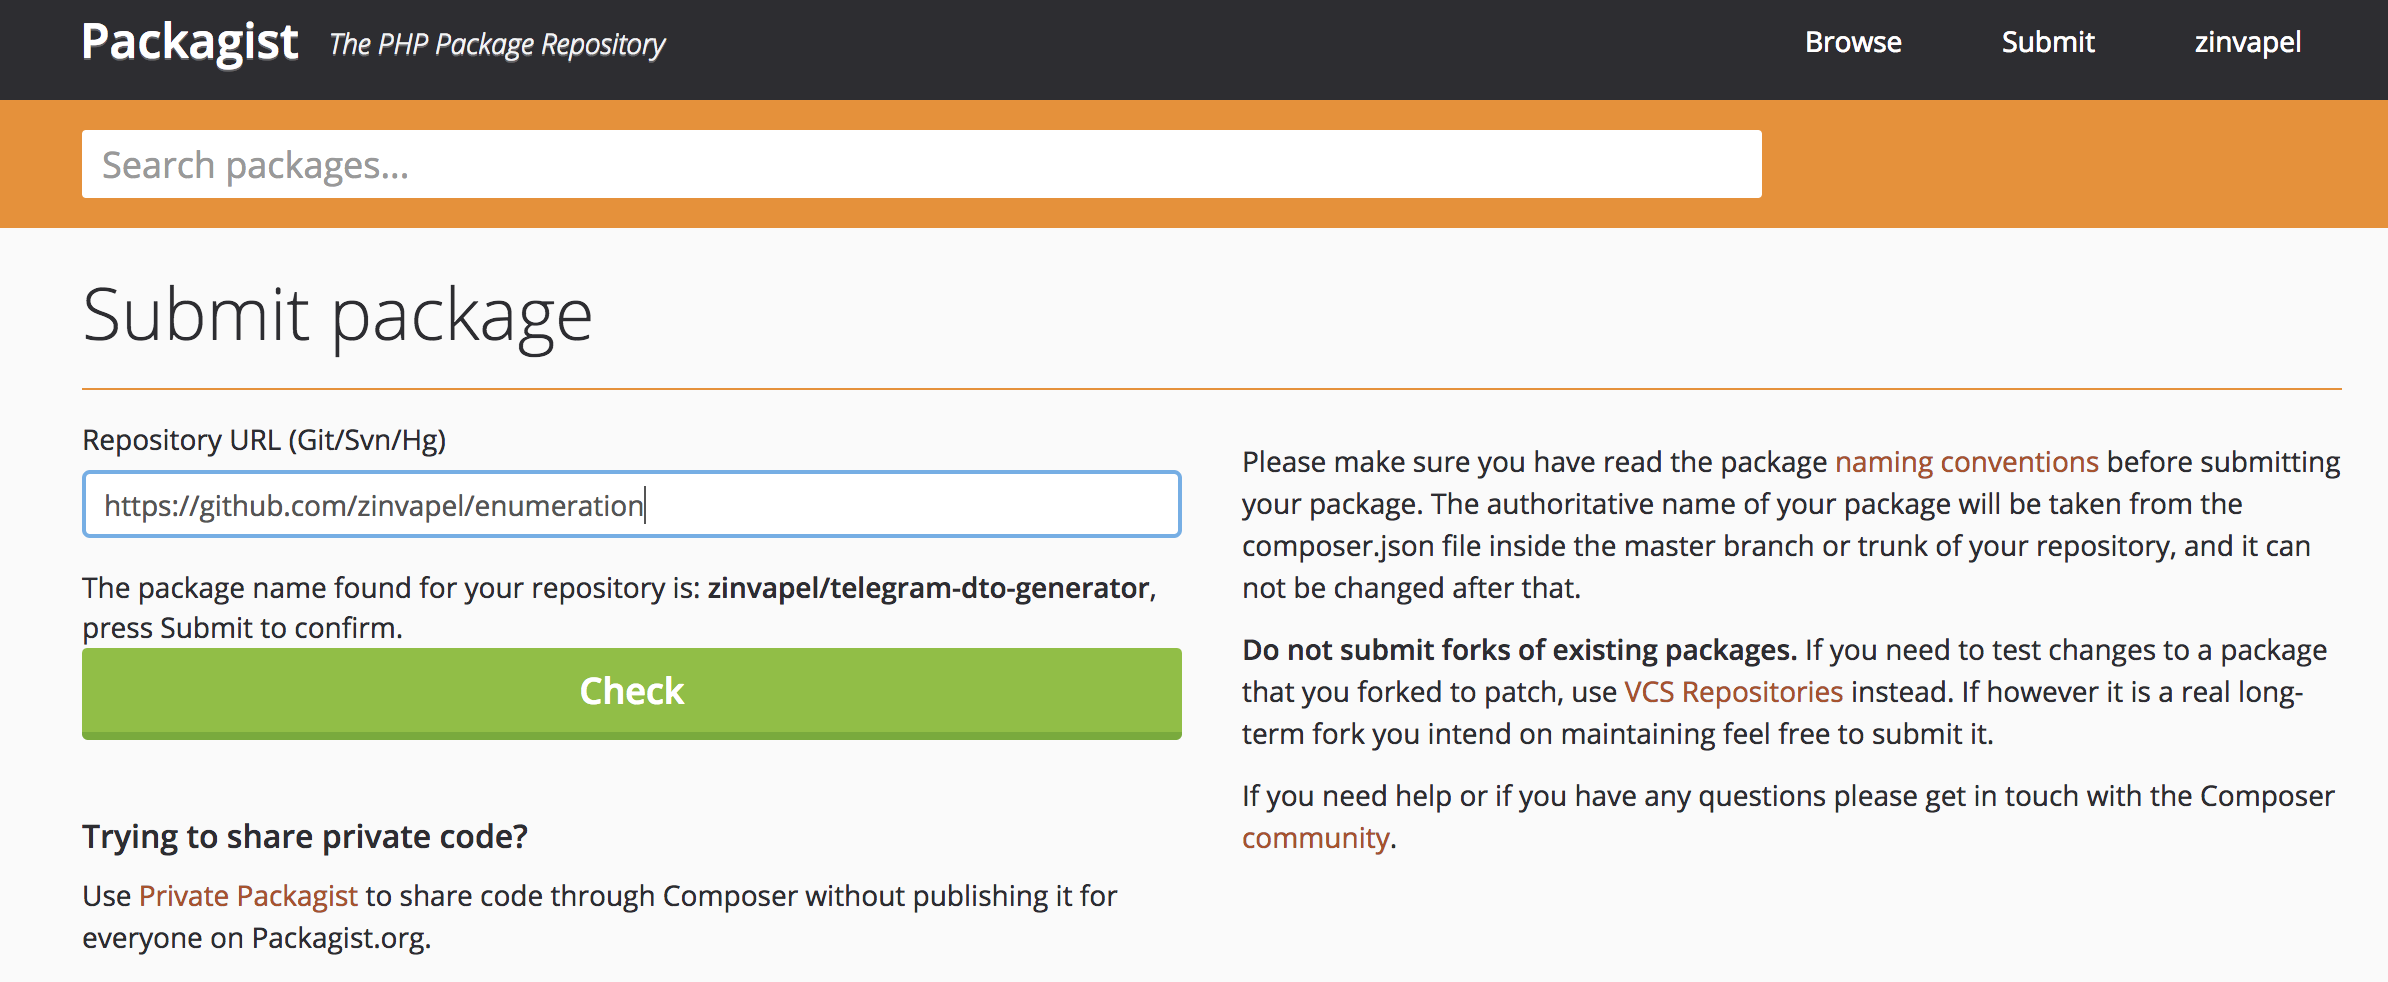 Packagist The PHP Package Repository Browse Submit zinvapel
Search packages...
Submit package
Repository URL (Git/Svn/Hg)
https://github.com/zinvapel/enumeration
The package name found for your repository is: zinvapel/telegram-dto-generator,
press Submit to confirm.
Check
Trying to share private code?
Use Private Packagist to share code through Composer without publishing it for
everyone on Packagist.org.
Please make sure you have read the package naming conventions before submitting
your package. The authoritative name of your package will be taken from the
composer.json file inside the master branch or trunk of your repository, and it can
not be changed after that.
Do not submit forks of existing packages. If you need to test changes to a package
that you forked to patch, use VCS Repositories instead. If however it is a real long-
term fork you intend on maintaining feel free to submit it.
If you need help or if you have any questions please get in touch with the Composer
community.